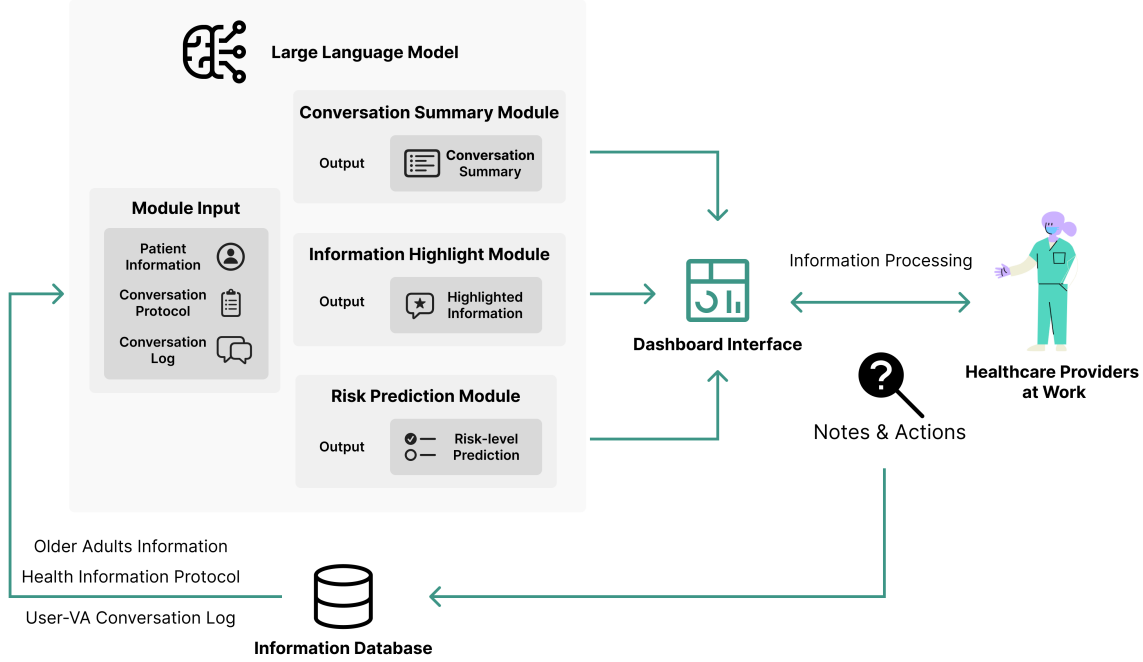 Large Language Model
Conversation Summary Module
Output
Conversation
Summary
Module Input
Patient
Information
Conversation
Protocol
Conversation
Log
Information Highlight Module
Output
Highlighted
Information
Risk Prediction Module
Output
Risk-level
Prediction
Dashboard Interface
Information Processing
Healthcare Providers
at Work
?
Notes & Actions
Older Adults Information
Health Information Protocol
User-VA Conversation Log
Information Database